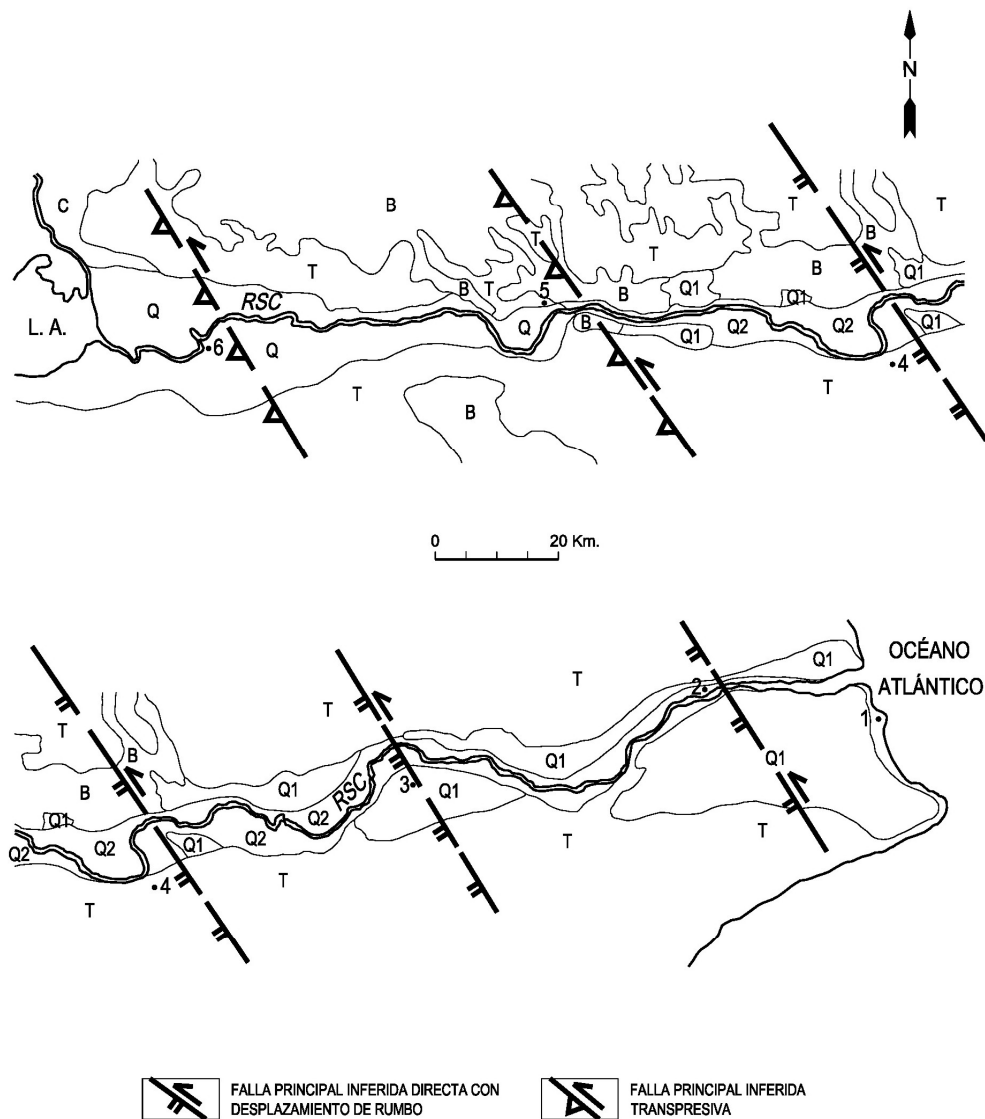 N
C
B
T
T
B
T
T
B
T
T
B
Q1
B
Q1
Q1
Q
RSC
5
B
Q
Q2
Q2
Q1
L. A.
6
Q
B
Q1
4
T
T
B
0
20 Km.
T
T
T
Q1
OCÉANO
ATLÁNTICO
2
1
B
B
Q1
RSC
Q1
Q1
3
Q1
Q1
Q2
Q2
Q1
Q2
4
T
T
T
T
T
FALLA PRINCIPAL INFERIDA DIRECTA CON
DESPLAZAMIENTO DE RUMBO
FALLA PRINCIPAL INFERIDA
TRANSPRESIVA